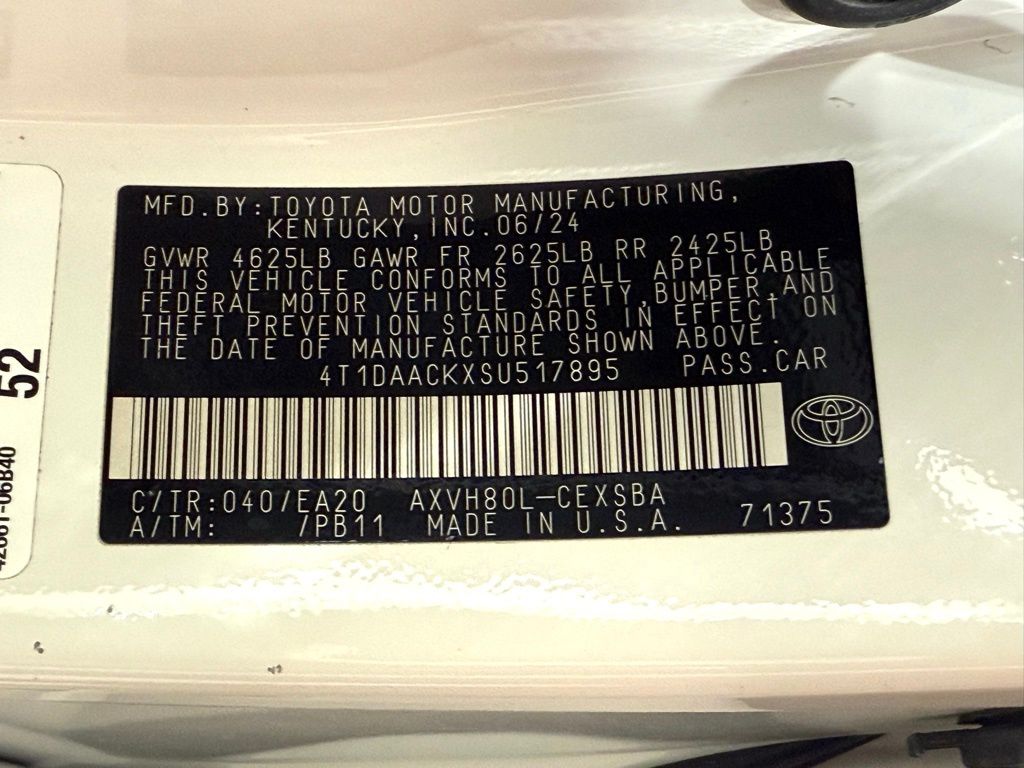 MFD.BY:TOYOTA MOTOR MANUFACTURING,
KENTUCKY,INC.06/24
GVWR 4625LB GAWR FR 2625LB RR 2425LB
THIS VEHICLE CONFORMS TO ALL APPLICABLE
FEDERAL MOTOR VEHICLE SAFETY,BUMPER,AND
THEFT PREVENTION STANDARDS IN EFFECT ON
THE DATE OF MANUFACTURE SHOWN ABOVE.
4T1DAACKXSU517895 PASS.CAR
C/TR:040/EA20 AXVH80L-CEXSBA
A/TM: /PB11 MADE IN U.S.A. 71375
52